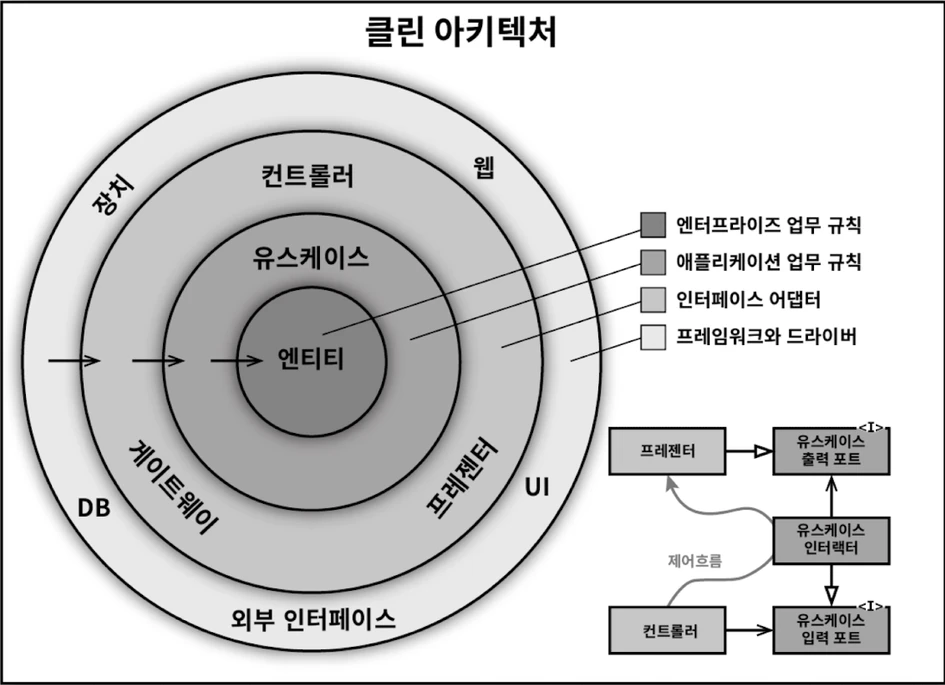 클린 아키텍처
장치
웹
컨트롤러
유스케이스
엔티티
게이트웨이
프레젠터
DB
UI
외부 인터페이스
엔터프라이즈 업무 규칙
애플리케이션 업무 규칙
인터페이스 어댑터
프레임워크와 드라이버
프레젠터
<I>
유스케이스
출력 포트
유스케이스
인터랙터
제어흐름
컨트롤러
<I>
유스케이스
입력 포트